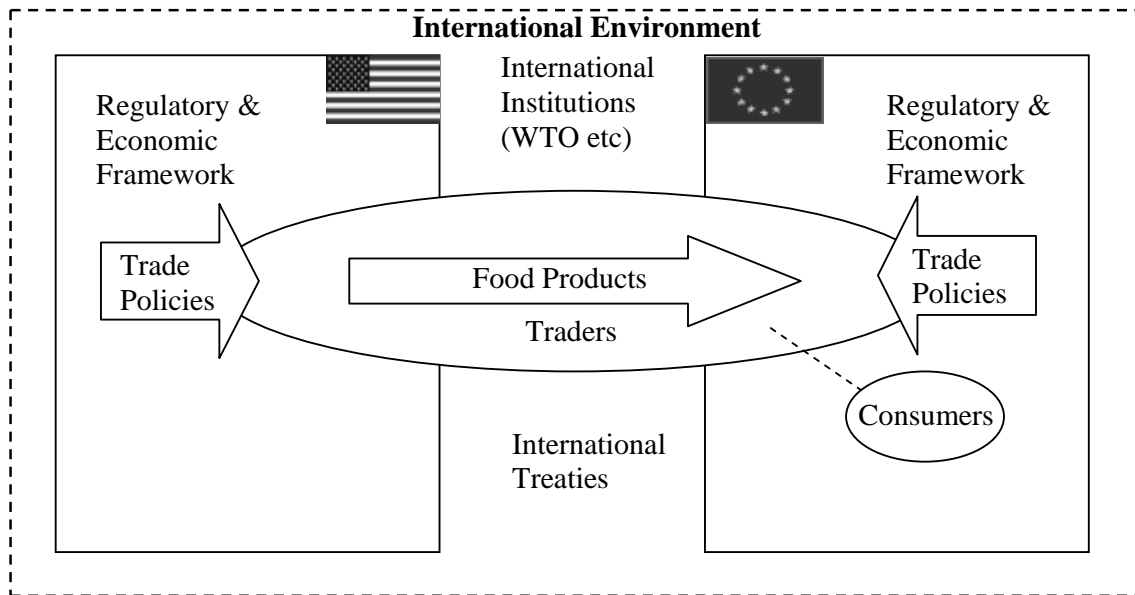 International Environment
Regulatory &
Economic
Framework
International
Institutions
(WTO etc)
Regulatory &
Economic
Framework
Trade
Policies
Food Products
Traders
Trade
Policies
Consumers
International
Treaties